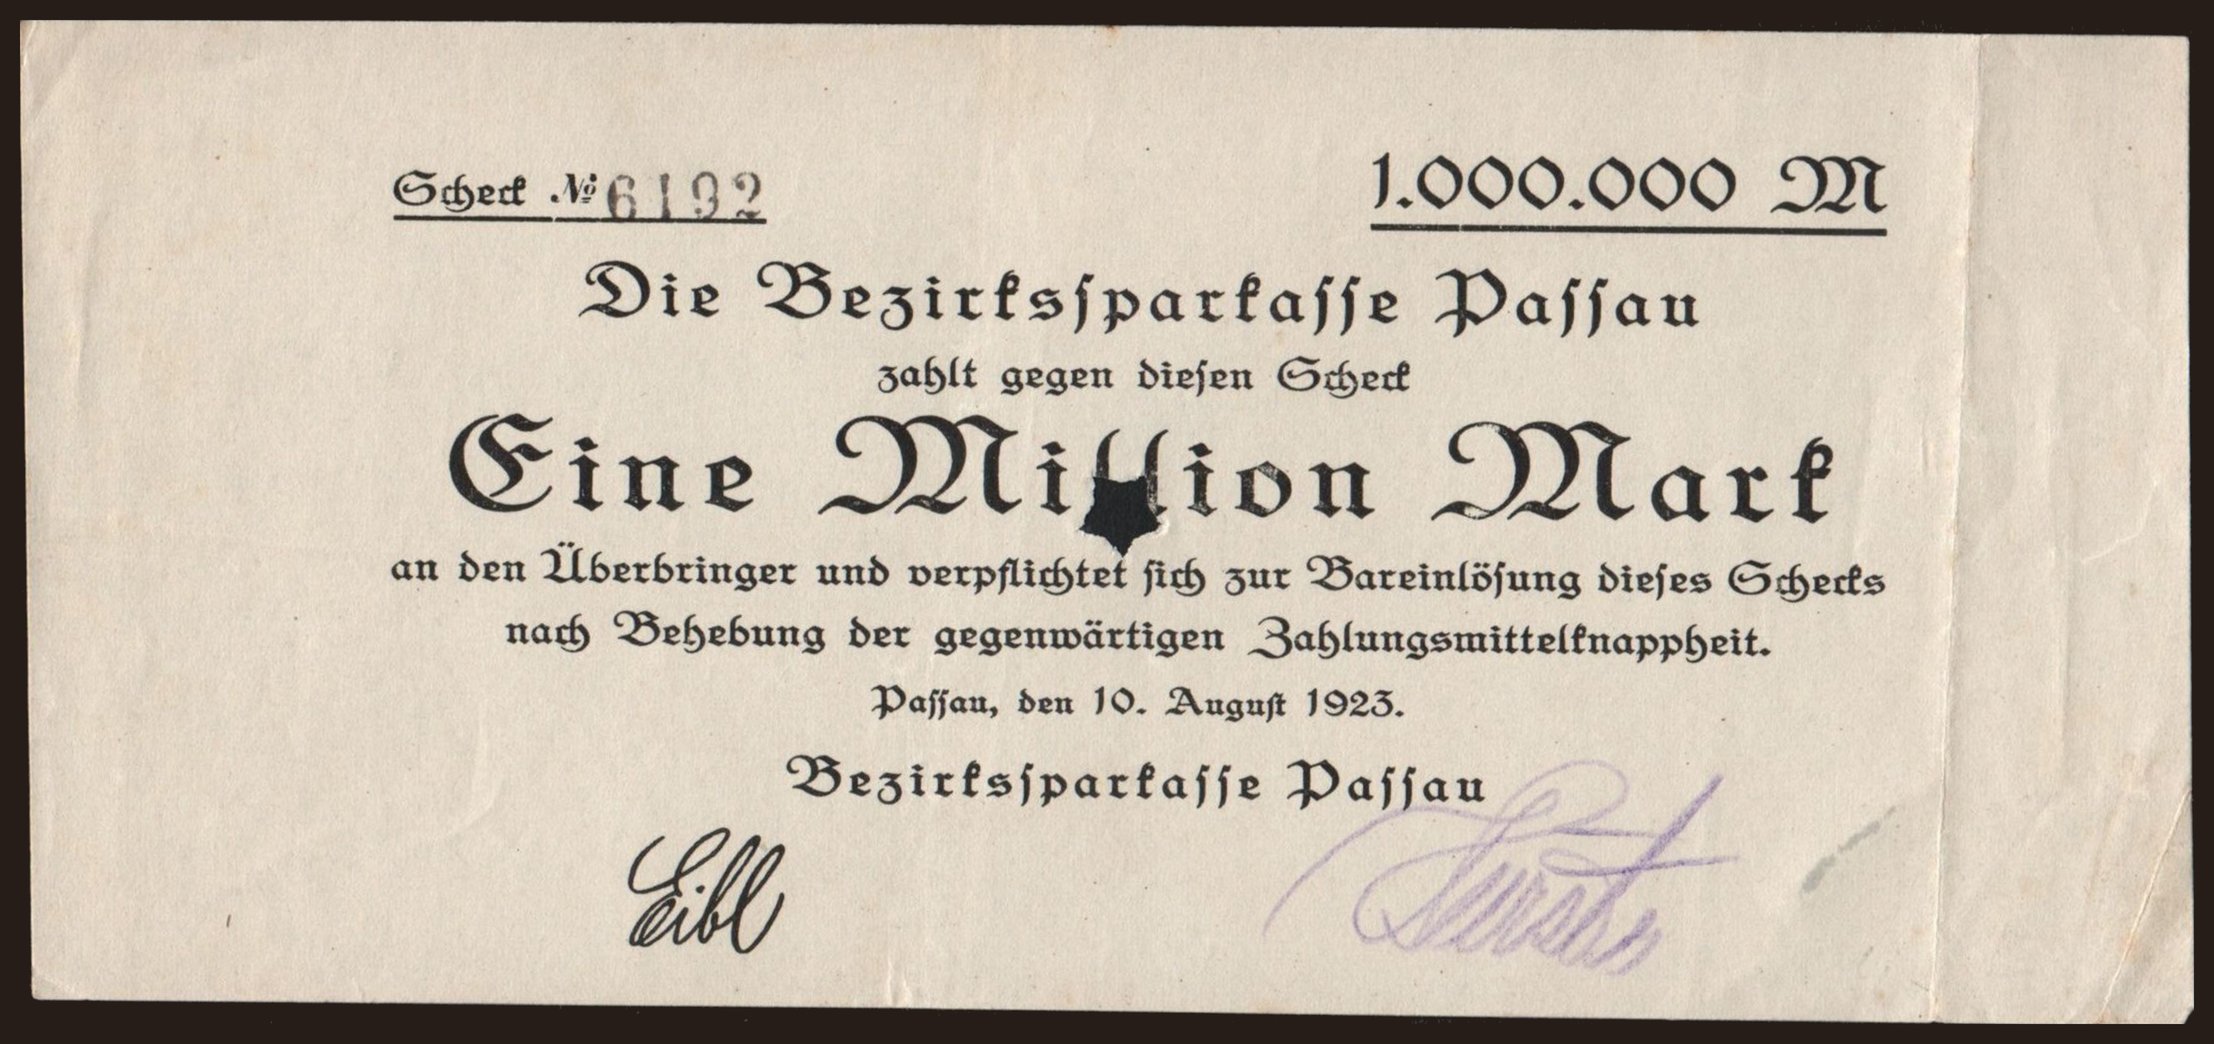 Scheck № 6192
1.000.000 M
Die Bezirkssparkasse Passau
zahlt gegen diesen Scheck
Eine Million Mark
an den Überbringer und verpflichtet sich zur Bareinlösung dieses Schecks
nach Behebung der gegenwärtigen Zahlungsmittelknappheit.
Passau, den 10. August 1923.
Bezirkssparkasse Passau
Eibl